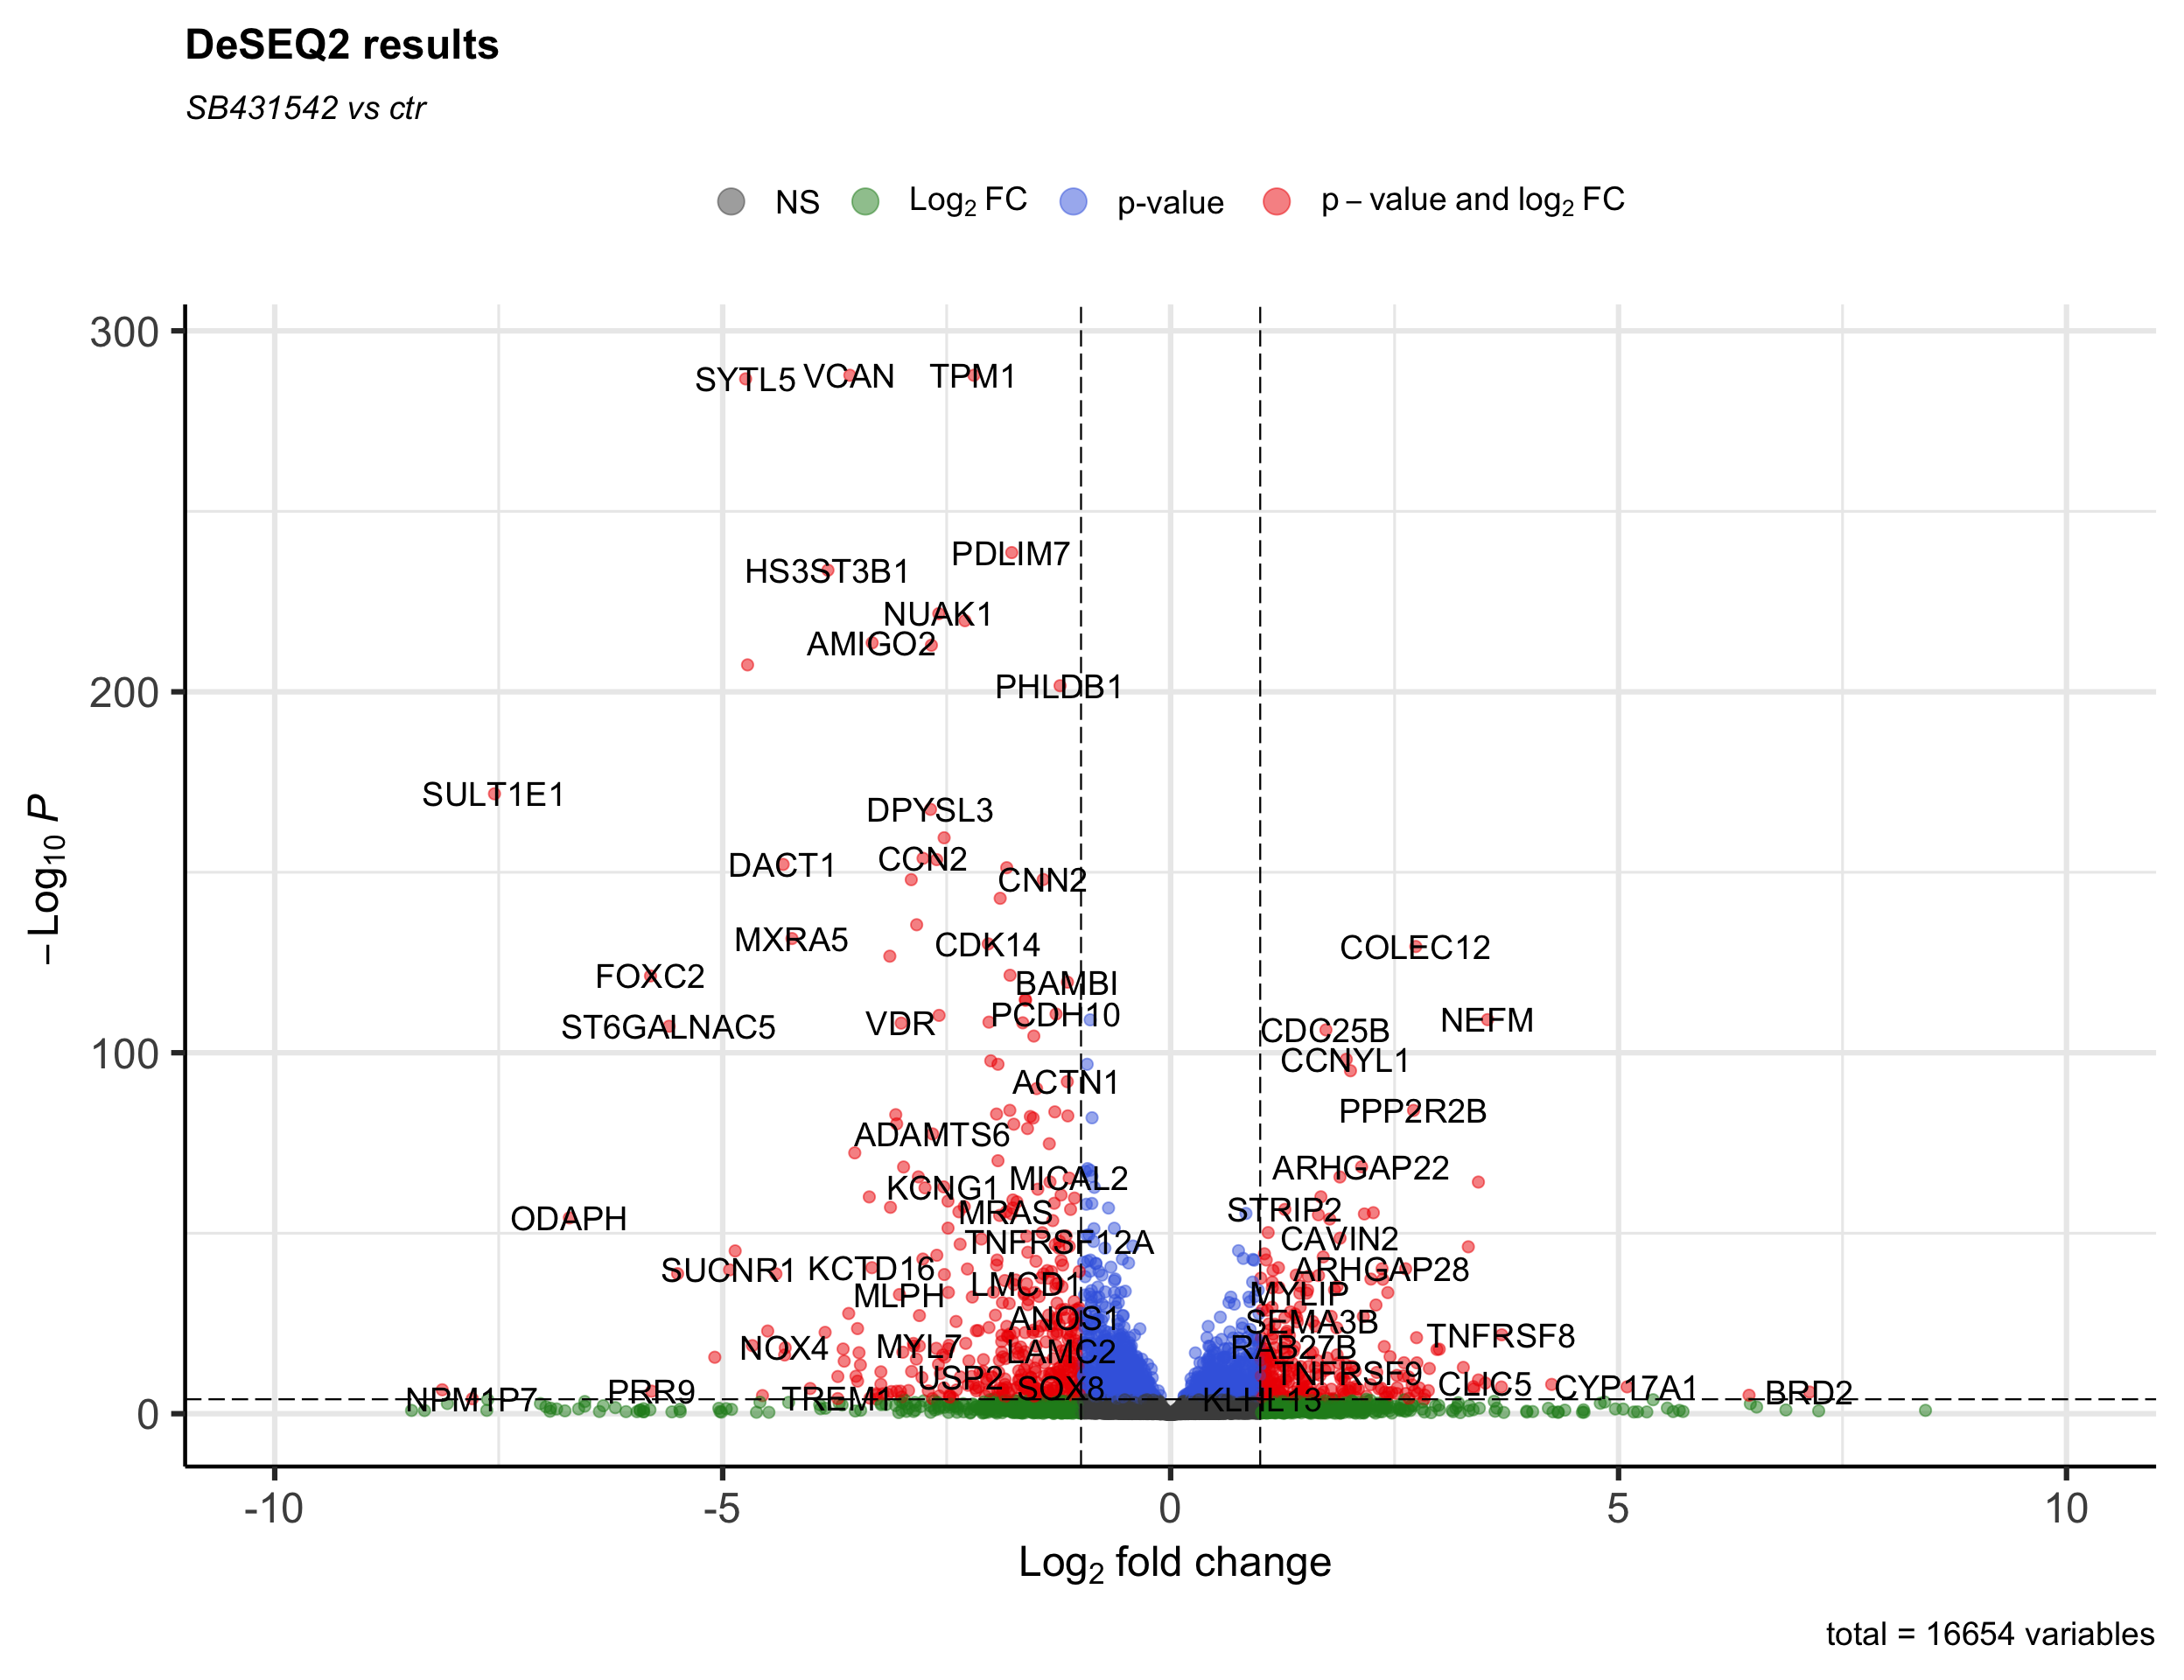 DeSEQ2 results
SB431542 vs ctr
NS Log2 FC p-value p – value and log2 FC
300
SYTL5 VCAN TPM1
PDLIM7
HS3ST3B1
NUAK1
AMIGO2
200
PHLDB1
SULT1E1
DPYSL3
DACT1 CCN2
CNN2
MXRA5 CDK14 COLEC12
FOXC2 BAMBI
ST6GALNAC5 VDR PCDH10 CDC25B NEFM
100
CCNYL1
ACTN1
PPP2R2B
ADAMTS6
ARHGAP22
KCNG1 MICAL2
ODAPH MRAS STRIP2
TNFRSF12A CAVIN2
SUCNR1 KCTD16 ARHGAP28
LMCD1
MLPH MYLIP
ANOS1 SEMA3B
NOX4 MYL7 LAMC2 RAB27B TNFRSF8
USP2 TNFRSF9
NPM1P7 PRR9 TREM1 SOX8 KLHL13 CLIC5 CYP17A1 BRD2
0
– Log10 P
-10 -5 0 5 10
Log2 fold change
total = 16654 variables